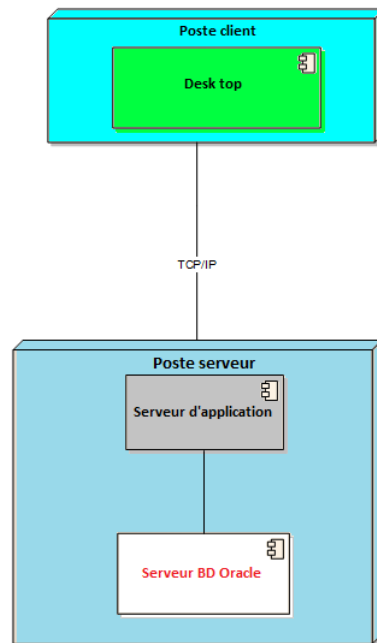 Poste client
Desk top
TCP/IP
Poste serveur
Serveur d'application
Serveur BD Oracle